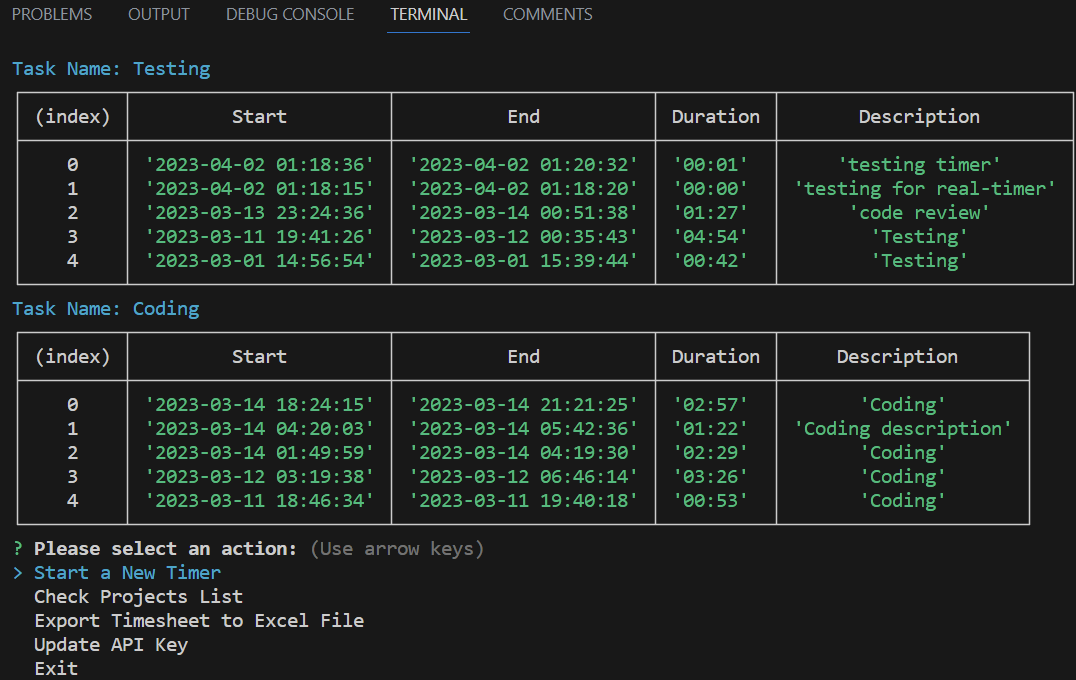 PROBLEMS OUTPUT DEBUG CONSOLE TERMINAL COMMENTS
Task Name: Testing
(index) Start End Duration Description
0 '2023-04-02 01:18:36' '2023-04-02 01:20:32' '00:01' 'testing timer'
1 '2023-04-02 01:18:15' '2023-04-02 01:18:20' '00:00' 'testing for real-timer'
2 '2023-03-13 23:24:36' '2023-03-14 00:51:38' '01:27' 'code review'
3 '2023-03-11 19:41:26' '2023-03-12 00:35:43' '04:54' 'Testing'
4 '2023-03-01 14:56:54' '2023-03-01 15:39:44' '00:42' 'Testing'
Task Name: Coding
(index) Start End Duration Description
0 '2023-03-14 18:24:15' '2023-03-14 21:21:25' '02:57' 'Coding'
1 '2023-03-14 04:20:03' '2023-03-14 05:42:36' '01:22' 'Coding description'
2 '2023-03-14 01:49:59' '2023-03-14 04:19:30' '02:29' 'Coding'
3 '2023-03-12 03:19:38' '2023-03-12 06:46:14' '03:26' 'Coding'
4 '2023-03-11 18:46:34' '2023-03-11 19:40:18' '00:53' 'Coding'
? Please select an action: (Use arrow keys)
> Start a New Timer
Check Projects List
Export Timesheet to Excel File
Update API Key
Exit